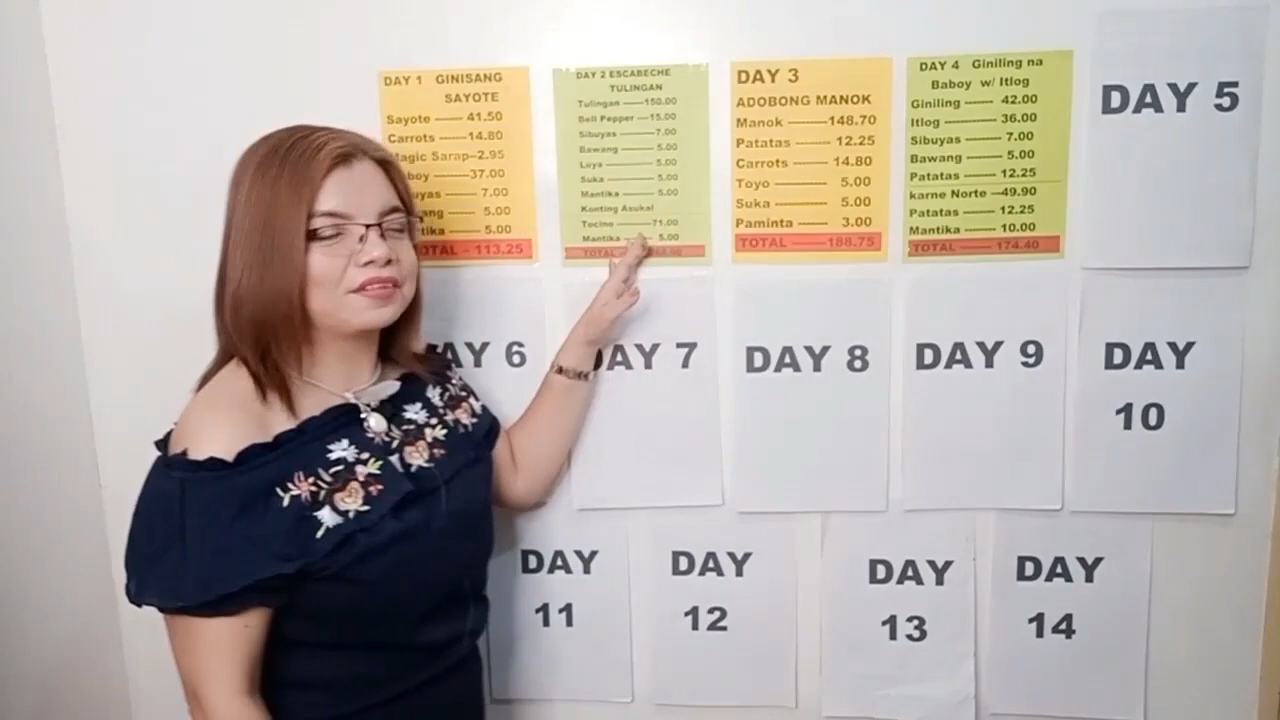 DAY 1 GINISANG
SAYOTE
Sayote ------ 41.50
Carrots ------ 14.80
Magic Sarap--2.95
boy ------37.00
uyas ------ 7.00
ang ------ 5.00
tika ------ 5.00
OTAL - 113.25
DAY 2 ESCABECHE
TULINGAN
Tulingan ------150.00
Bell Pepper ---15.00
Sibuyas ------7.00
Bawang ------ 5.00
Luya ------ 5.00
Suka ------ 5.00
Mantika ------ 5.00
Konting Asukal
Tocino ------71.00
Mantika ------ 5.00
TOTAL
DAY 3
ADOBONG MANOK
Manok ------148.70
Patatas ------ 12.25
Carrots ------ 14.80
Toyo ------ 5.00
Suka ------ 5.00
Paminta ------ 3.00
TOTAL ------188.75
DAY 4 Giniling na
Baboy w/ Itlog
Giniling ------ 42.00
Itlog ------ 36.00
Sibuyas ------ 7.00
Bawang ------ 5.00
Patatas ------ 12.25
karne Norte --49.90
Patatas ------ 12.25
Mantika ------ 10.00
TOTAL ------ 174.40
DAY 5
AY 6
DAY 7
DAY 8
DAY 9
DAY
10
DAY
11
DAY
12
DAY
13
DAY
14